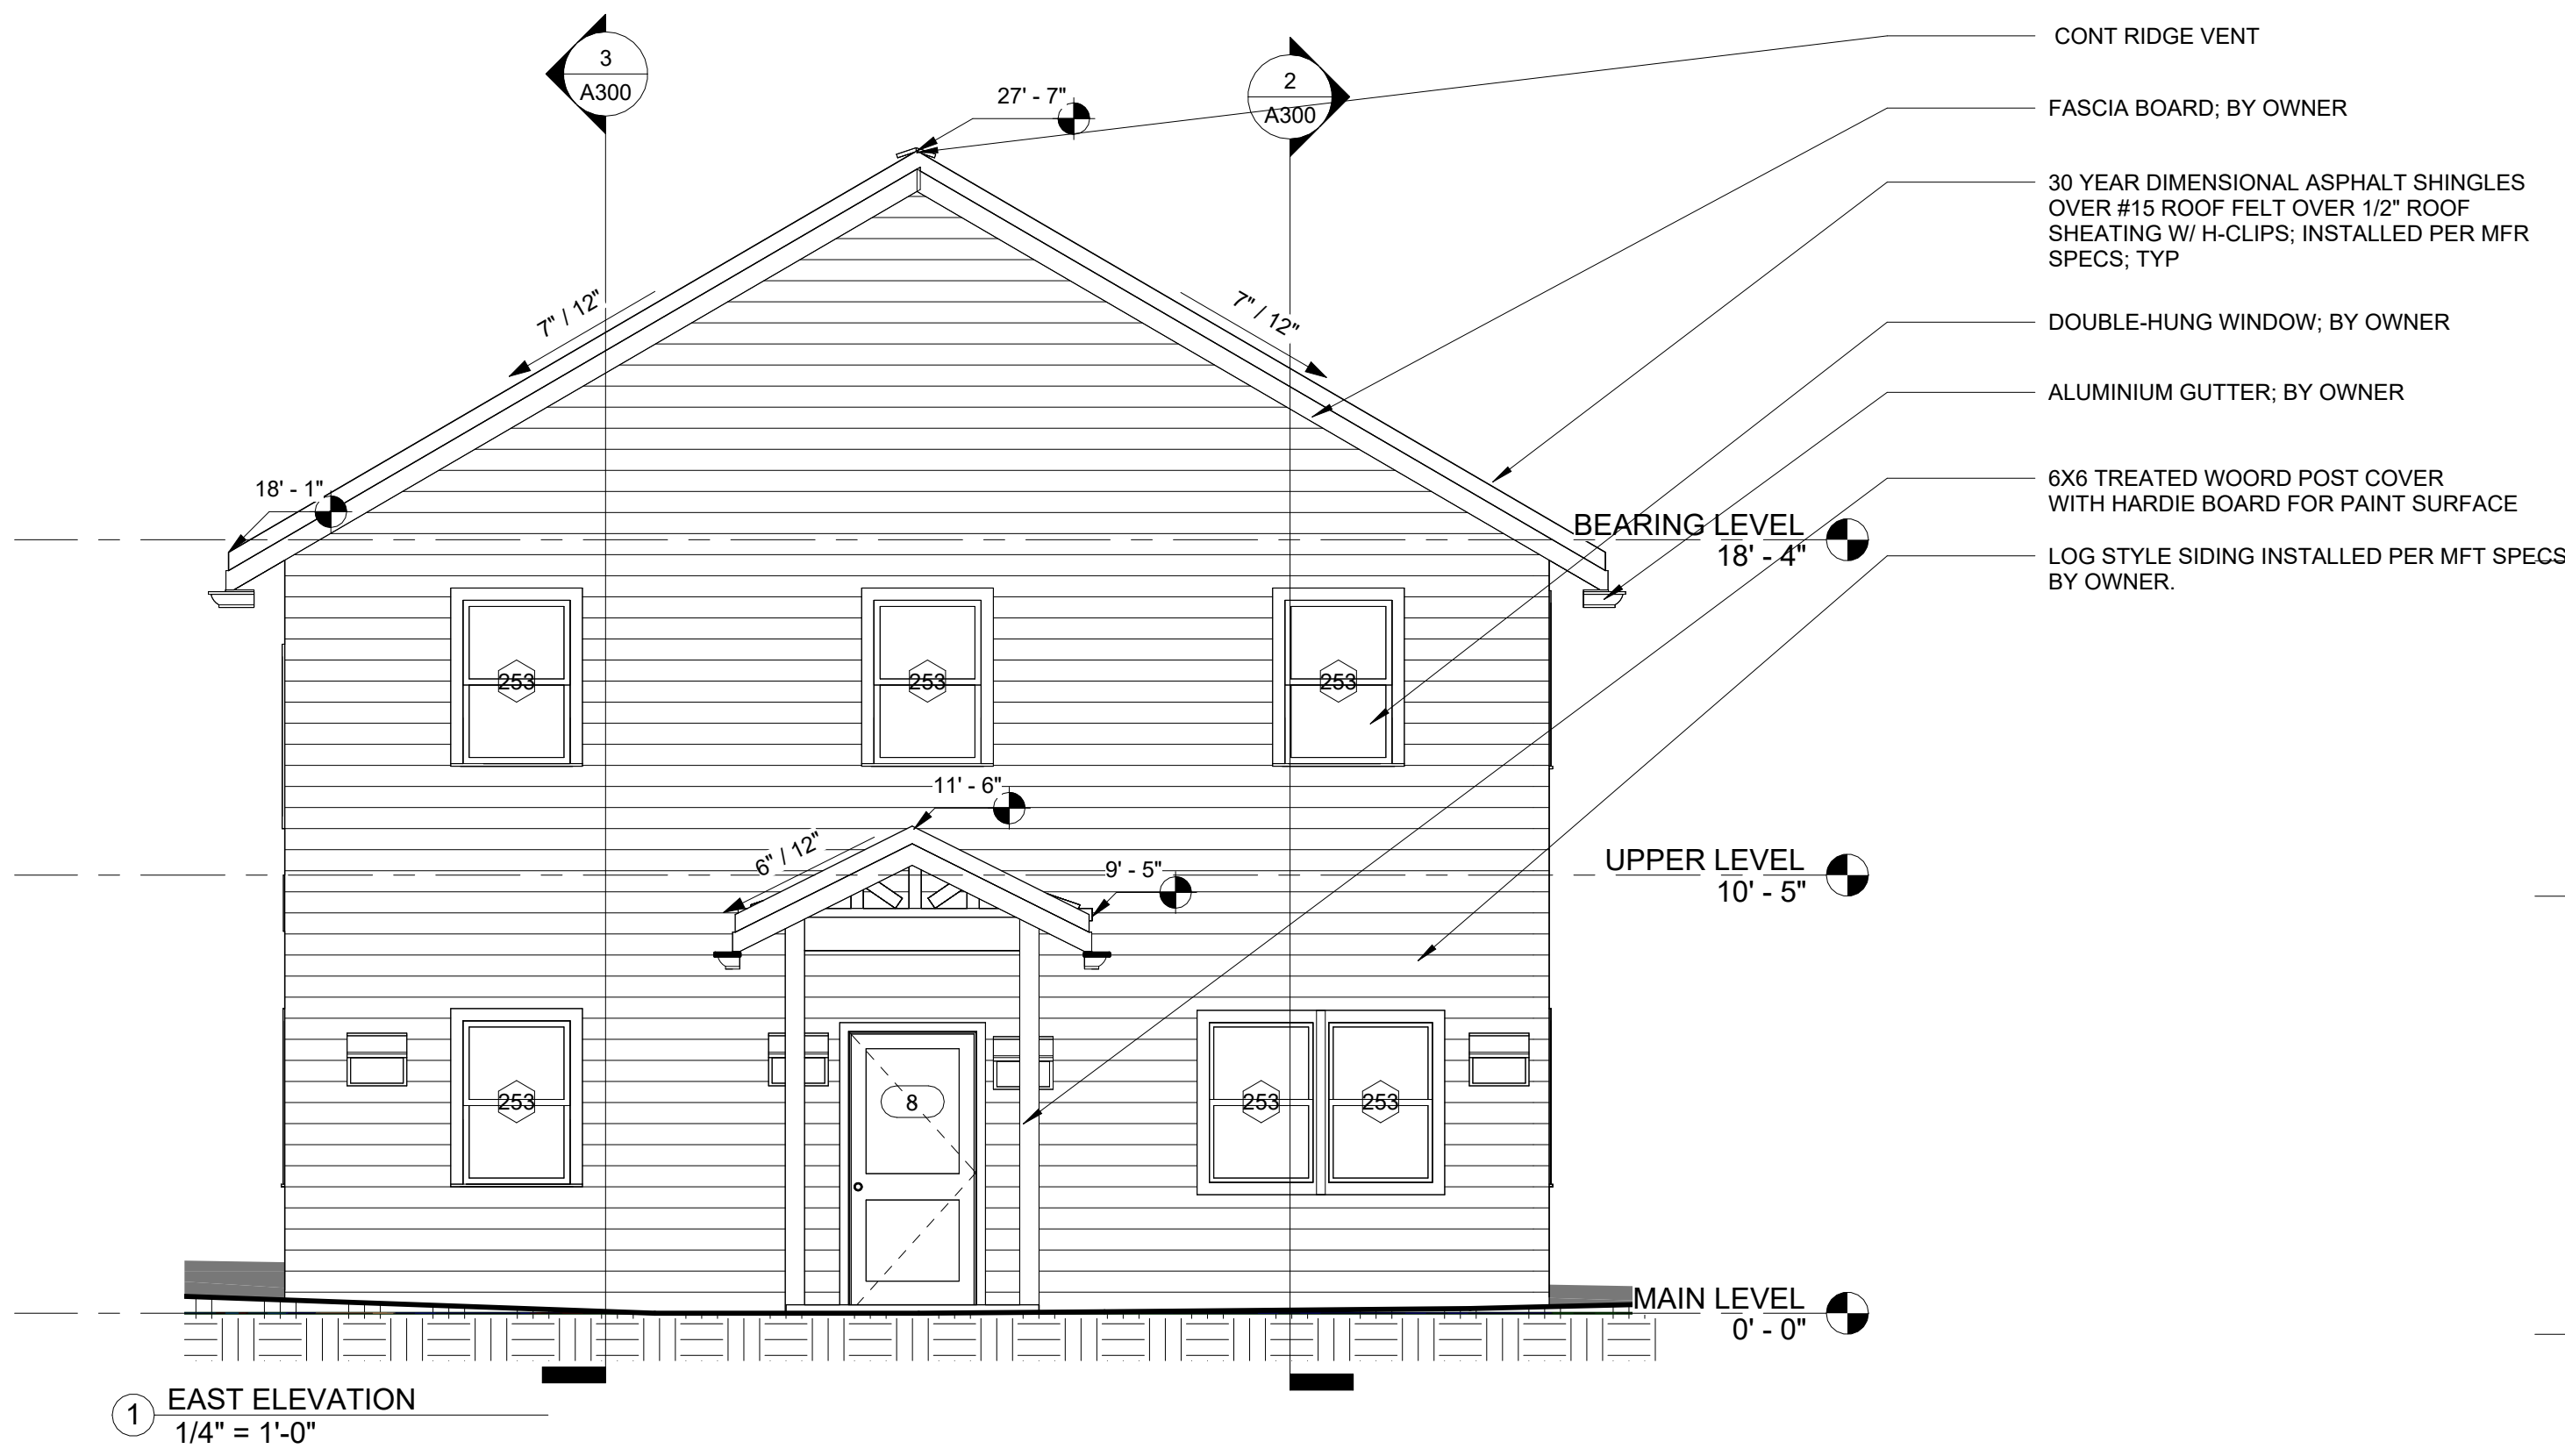 3
A300
2
A300
27' - 7"
CONT RIDGE VENT
FASCIA BOARD; BY OWNER
30 YEAR DIMENSIONAL ASPHALT SHINGLES
OVER #15 ROOF FELT OVER 1/2" ROOF
SHEATING W/ H-CLIPS; INSTALLED PER MFR
SPECS; TYP
7" / 12"
7" / 12"
DOUBLE-HUNG WINDOW; BY OWNER
ALUMINIUM GUTTER; BY OWNER
18' - 1"
6X6 TREATED WOORD POST COVER
WITH HARDIE BOARD FOR PAINT SURFACE
BEARING LEVEL
18' - 4"
LOG STYLE SIDING INSTALLED PER MFT SPECS
BY OWNER.
253
253
253
11' - 6"
6" / 12"
9' - 5"
UPPER LEVEL
10' - 5"
253
8
253
253
MAIN LEVEL
0' - 0"
1
EAST ELEVATION
1/4" = 1'-0"